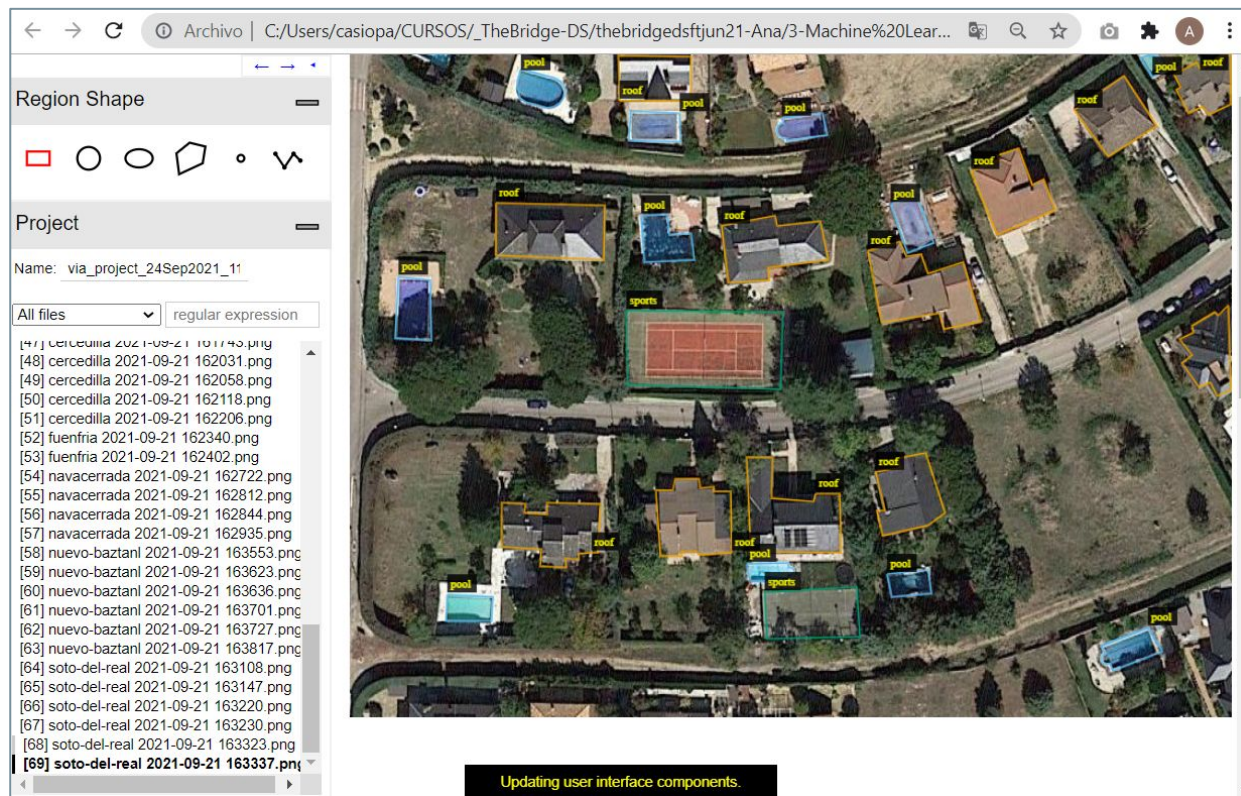 Archivo | C:/Users/casiopa/CURSOS/_TheBridge-DS/thebridgedsftjun21-Ana/3-Machine%20Lear...
A
Region Shape
Project
Name: via_project_24Sep2021_11
All files
regular expression
[47] cercedilla 2021-09-21 161743.png
[48] cercedilla 2021-09-21 162031.png
[49] cercedilla 2021-09-21 162058.png
[50] cercedilla 2021-09-21 162118.png
[51] cercedilla 2021-09-21 162206.png
[52] fuenfria 2021-09-21 162340.png
[53] fuenfria 2021-09-21 162402.png
[54] navacerrada 2021-09-21 162722.png
[55] navacerrada 2021-09-21 162812.png
[56] navacerrada 2021-09-21 162844.png
[57] navacerrada 2021-09-21 162935.png
[58] nuevo-baztanl 2021-09-21 163553.png
[59] nuevo-baztanl 2021-09-21 163623.png
[60] nuevo-baztanl 2021-09-21 163636.png
[61] nuevo-baztanl 2021-09-21 163701.png
[62] nuevo-baztanl 2021-09-21 163727.png
[63] nuevo-baztanl 2021-09-21 163817.png
[64] soto-del-real 2021-09-21 163108.png
[65] soto-del-real 2021-09-21 163147.png
[66] soto-del-real 2021-09-21 163220.png
[67] soto-del-real 2021-09-21 163230.png
[68] soto-del-real 2021-09-21 163323.png
[69] soto-del-real 2021-09-21 163337.png
pool
roof
roof
roof
pool
pool
roof
roof
roof
pool
roof
pool
roof
pool
roof
sports
roof
roof
roof
roof
pool
pool
pool
sports
pool
Updating user interface components.